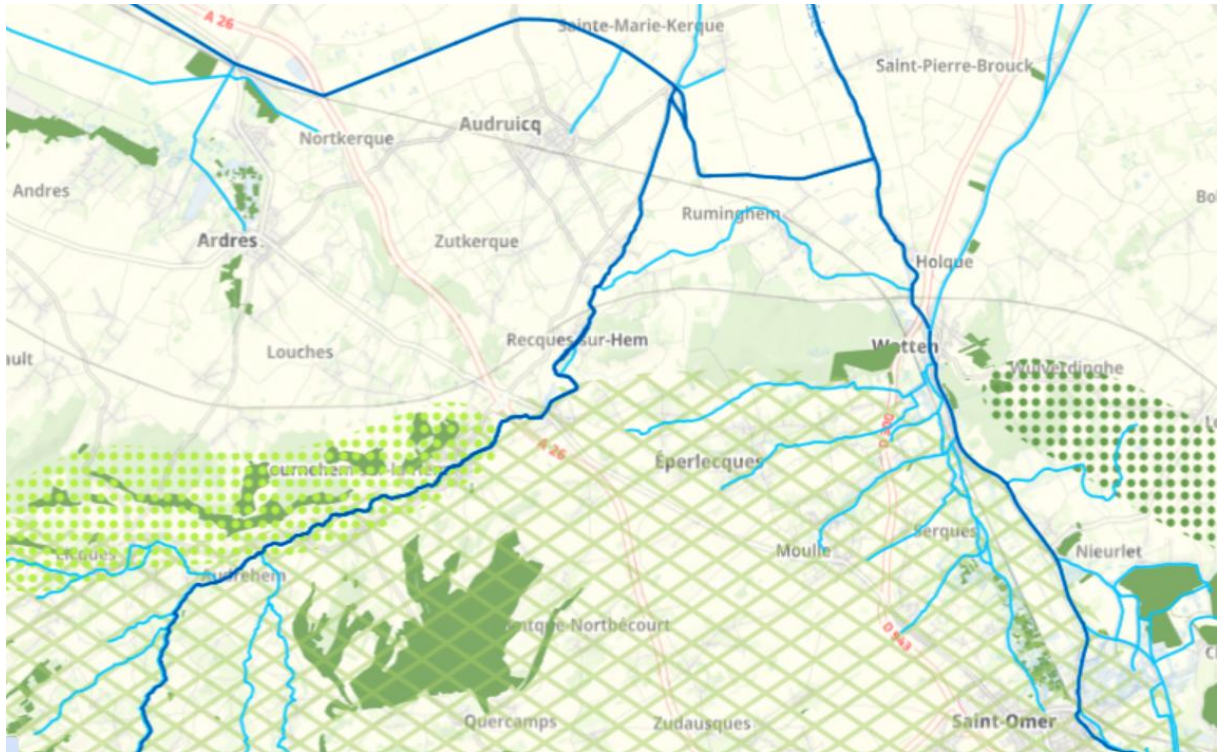 A 26
Sainte-Marie-Kerque
Saint-Pierre-Brouck
Audruicq
Nortkerque
Andres
Ruminghem
Ardres
Zutkerque
Holque
Recques-sur-Hem
Louches
Watten
Wulverdinghe
D 300
A 26
Éperlecques
Serques
Moulle
Nieurlet
Audrehem
D 943
Quercamps
Zudausques
Saint-Omer